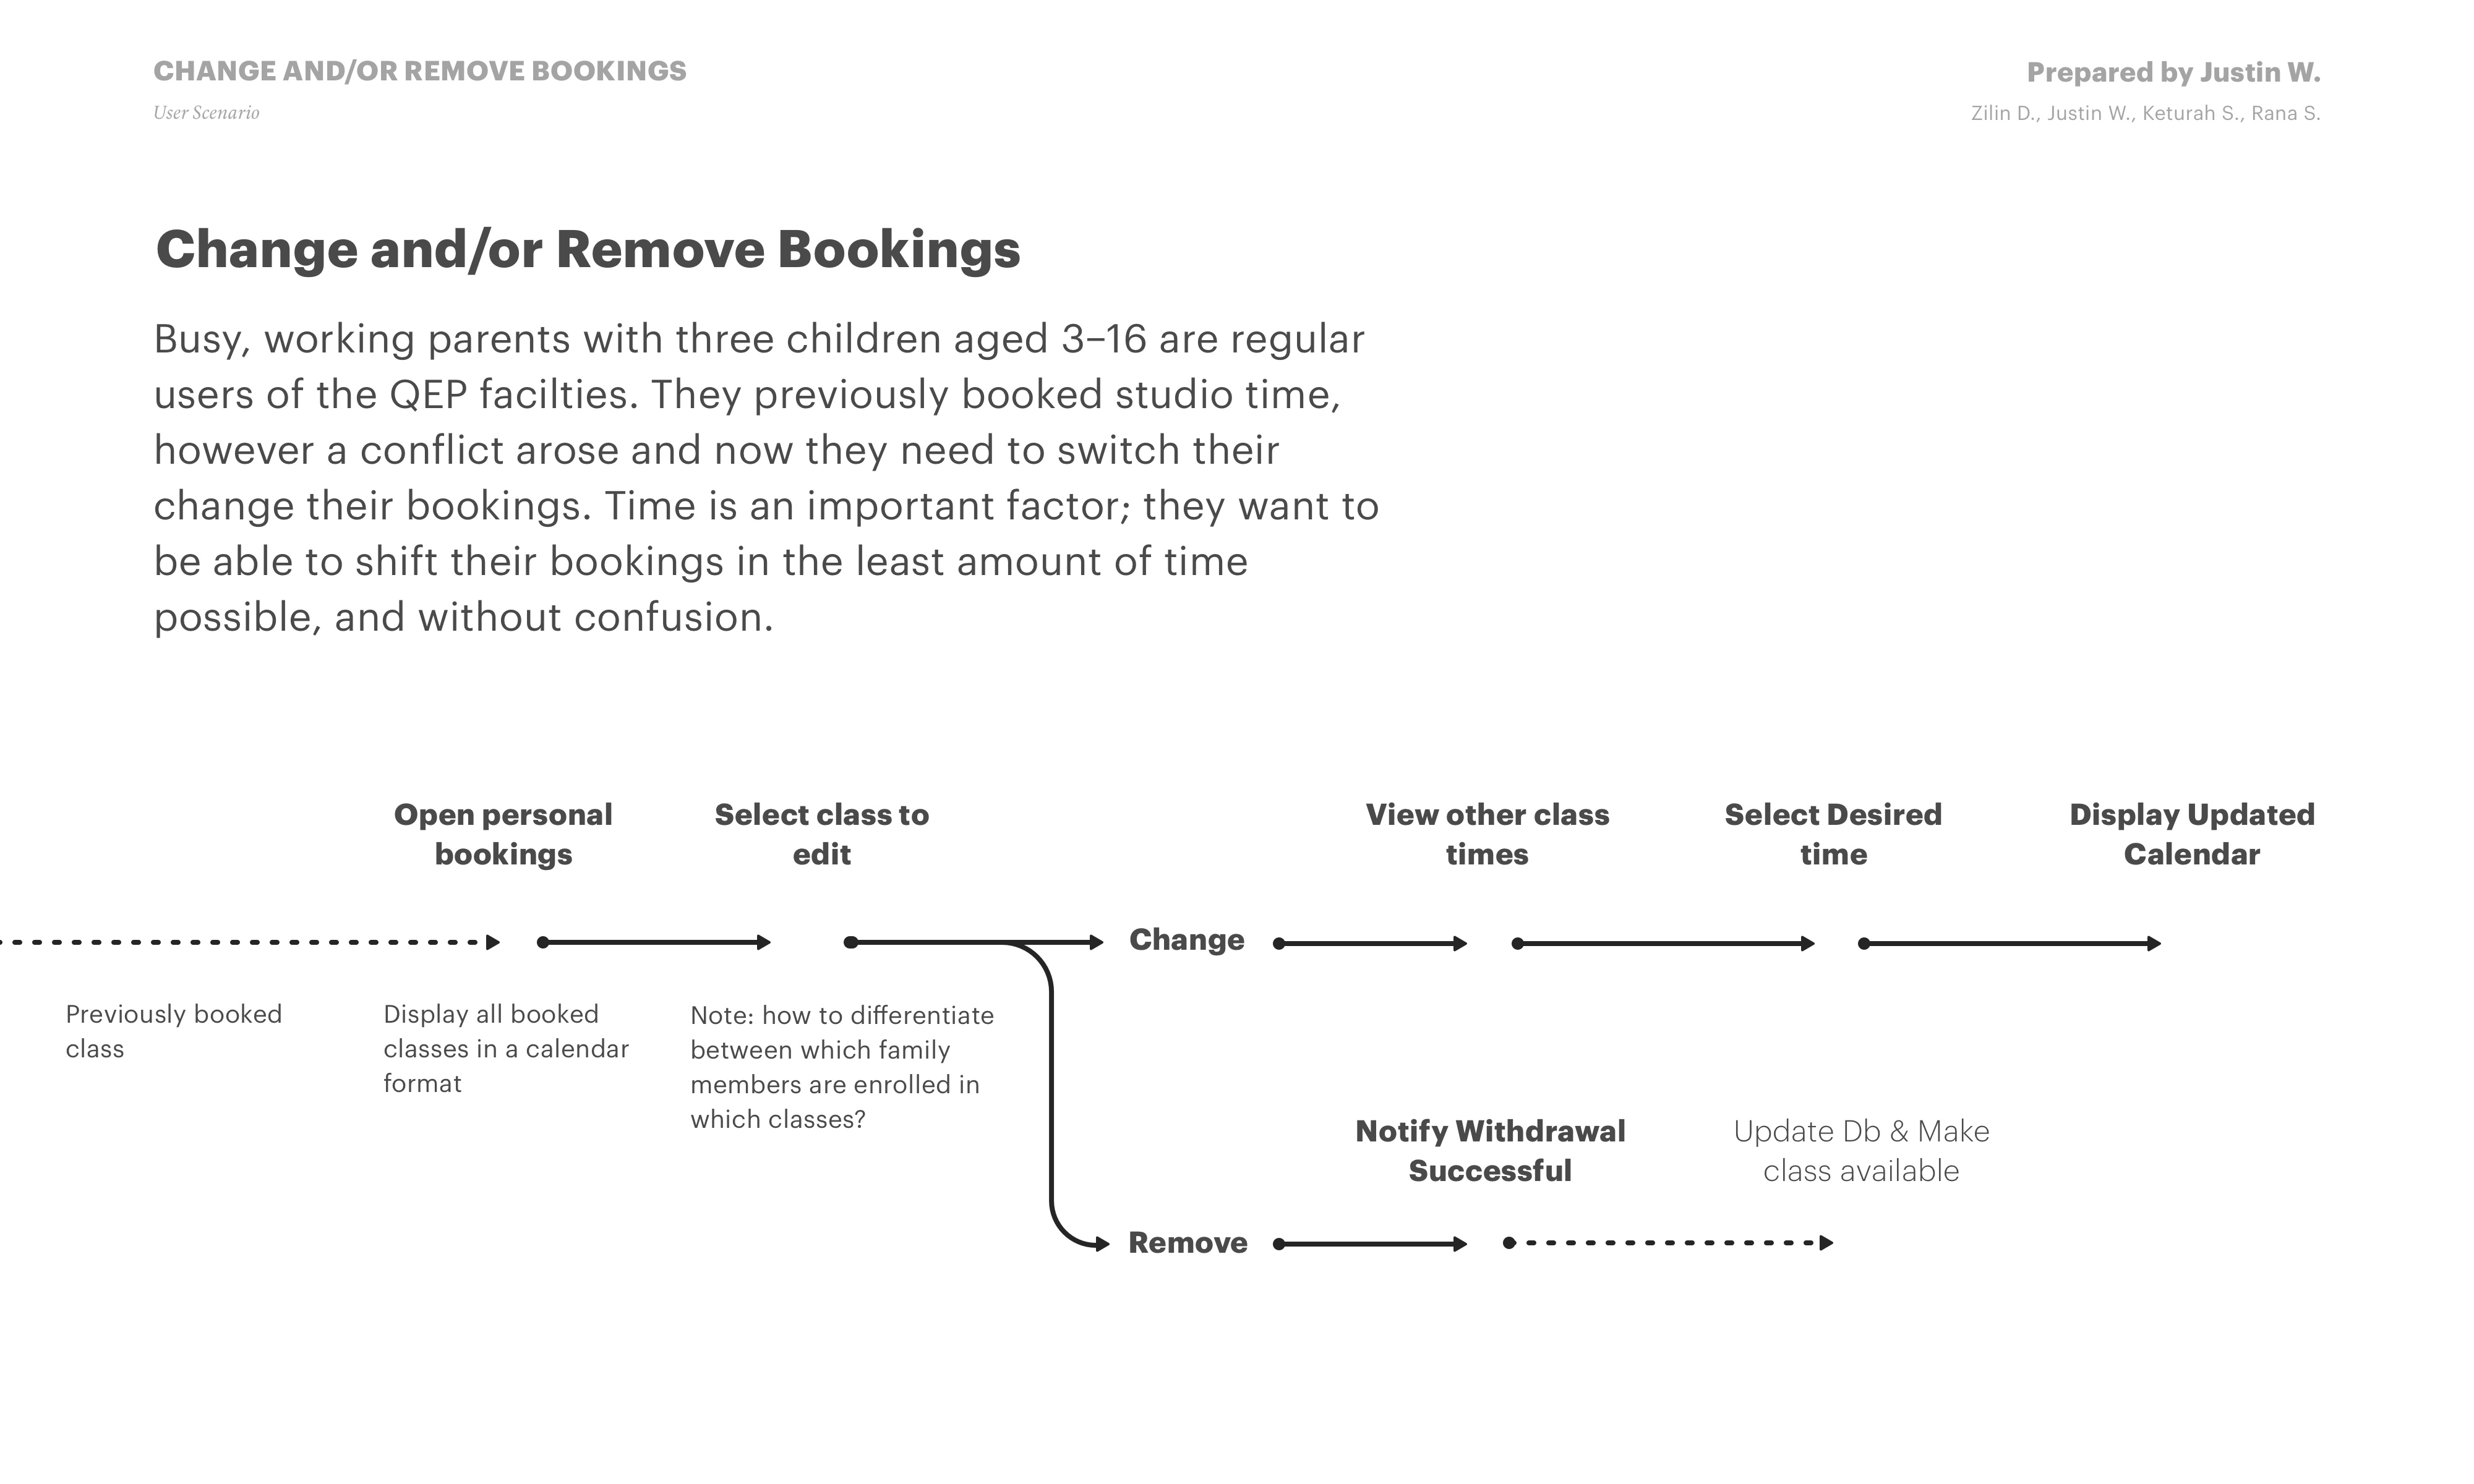 CHANGE AND/OR REMOVE BOOKINGS
User Scenario
Prepared by Justin W.
Zilin D., Justin W., Keturah S., Rana S.
Change and/or Remove Bookings
Busy, working parents with three children aged 3–16 are regular
users of the QEP facilties. They previously booked studio time,
however a conflict arose and now they need to switch their
change their bookings. Time is an important factor; they want to
be able to shift their bookings in the least amount of time
possible, and without confusion.
Open personal
bookings
Select class to
edit
View other class
times
Select Desired
time
Display Updated
Calendar
Change
Previously booked
class
Display all booked
classes in a calendar
format
Note: how to differentiate
between which family
members are enrolled in
which classes?
Notify Withdrawal
Successful
Update Db & Make
class available
Remove